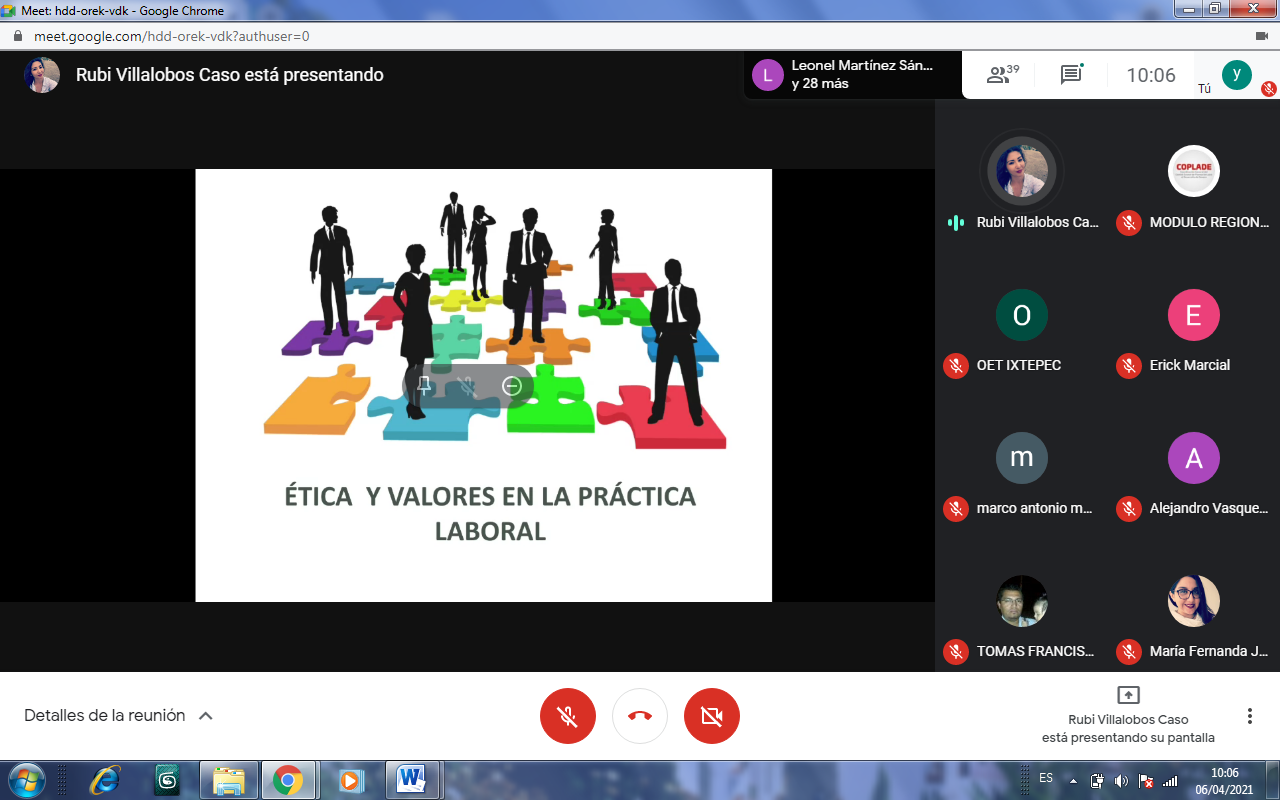 Meet: hdd-orek-vdk - Google Chrome
meet.google.com/hdd-orek-vdk?authuser=0
Rubi Villalobos Caso está presentando
L
Leonel Martínez Sán...
y 28 más
39
10:06
Tú
y
Rubi Villalobos Ca...
COPLADE
MODULO REGION...
O
OET IXTEPEC
E
Erick Marcial
m
marco antonio m...
A
Alejandro Vasque...
TOMAS FRANCIS...
María Fernanda J...
ÉTICA  Y VALORES EN LA PRÁCTICA
LABORAL
Detalles de la reunión
Rubi Villalobos Caso
está presentando su pantalla
ES
10:06
06/04/2021